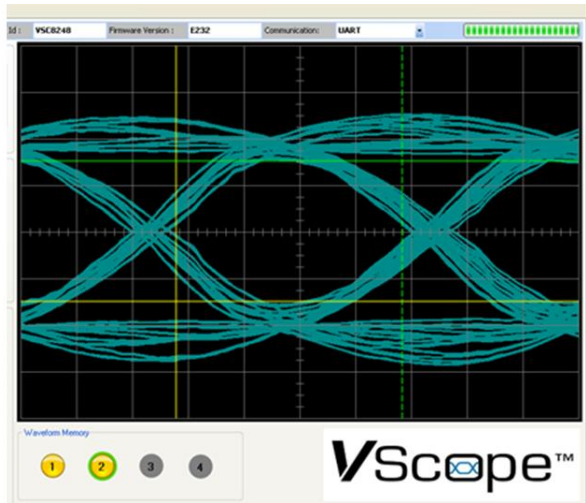 Id : VSC8248 Firmware Version : E232 Communication: UART
Waveform Memory
1 2 3 4
VScope™